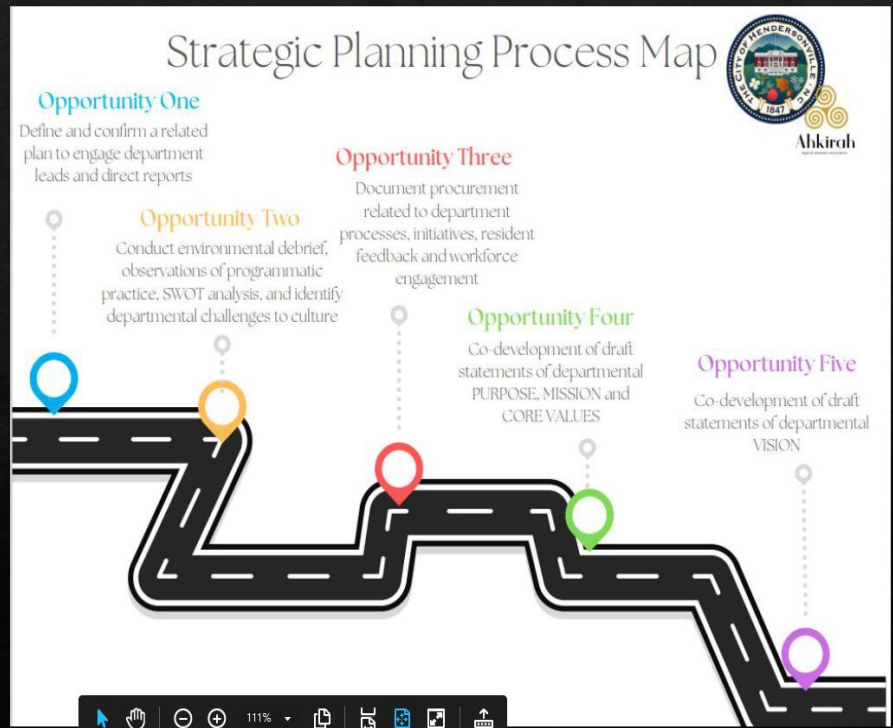 Strategic Planning Process Map
THE CITY OF HENDERSONVILLE, NC
1847
Ahkirah
Opportunity One
Define and confirm a related
plan to engage department
leads and direct reports
Opportunity Two
Conduct environmental debrief,
observations of programmatic
practice, SWOT analysis, and identify
departmental challenges to culture
Opportunity Three
Document procurement
related to department
processes, initiatives, resident
feedback and workforce
engagement
Opportunity Four
Co-development of draft
statements of departmental
PURPOSE, MISSION and
CORE VALUES
Opportunity Five
Co-development of draft
statements of departmental
VISION
111%